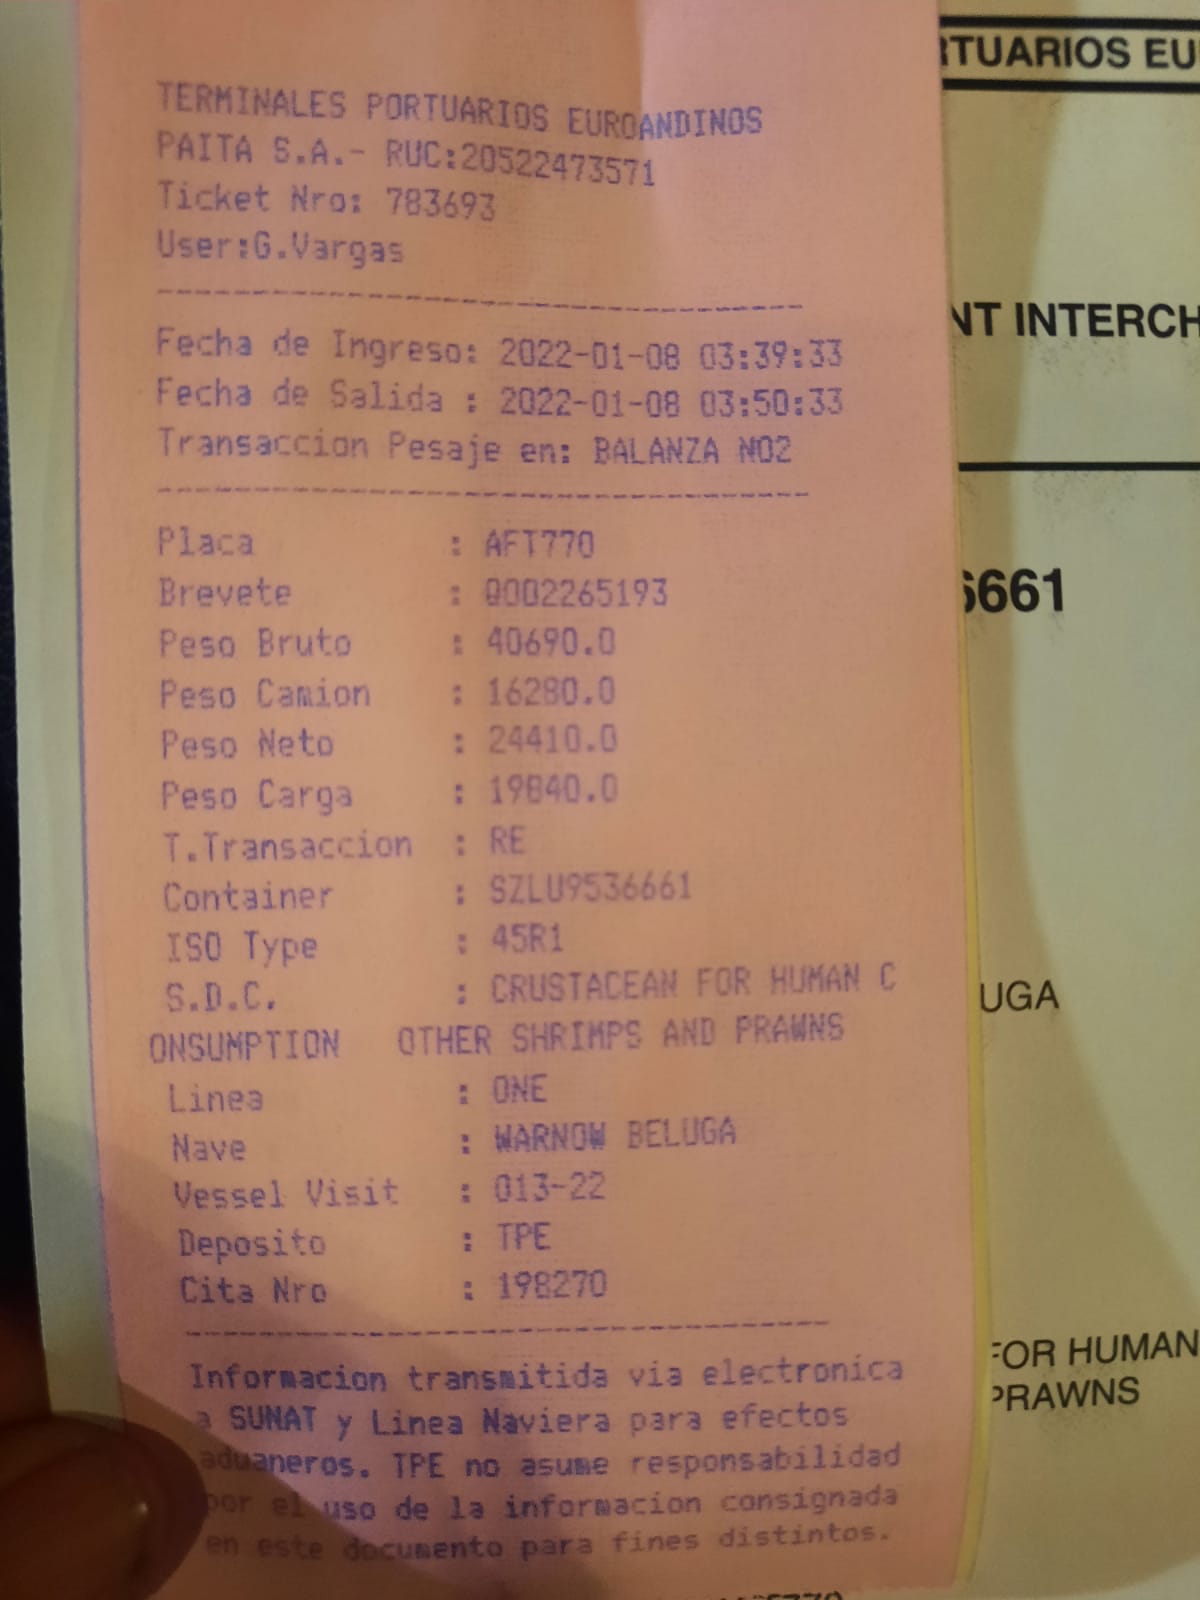 TERMINALES PORTUARIOS EUROANDINOS
PAITA S.A.- RUC:20522473571
Ticket Nro: 783693
User:G.Vargas
--------------------------------
Fecha de Ingreso: 2022-01-08 03:39:33
Fecha de Salida : 2022-01-08 03:50:33
Transaccion Pesaje en: BALANZA NO2
--------------------------------
Placa : AFT770
Brevete : Q002265193
Peso Bruto : 40690.0
Peso Camion : 16280.0
Peso Neto : 24410.0
Peso Carga : 19840.0
T.Transaccion : RE
Container : SZLU9536661
ISO Type : 45R1
S.D.C. : CRUSTACEAN FOR HUMAN C
ONSUMPTION OTHER SHRIMPS AND PRAWNS
Linea : ONE
Nave : WARNOW BELUGA
Vessel Visit : 013-22
Deposito : TPE
Cita Nro : 198270
--------------------------------
Informacion transmitida via electronica
a SUNAT y Linea Naviera para efectos
aduaneros. TPE no asume responsabilidad
por el uso de la informacion consignada
en este documento para fines distintos.
RTUARIOS EU
NT INTERCH
6661
UGA
FOR HUMAN
PRAWNS